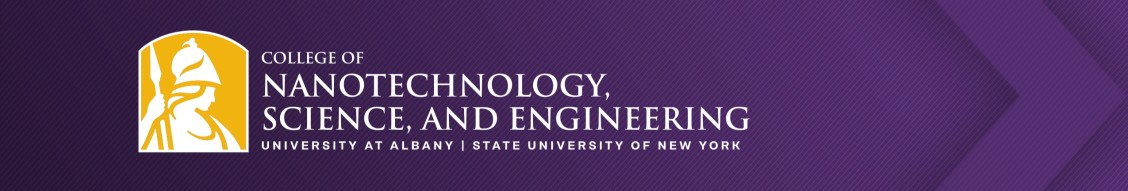 COLLEGE OF
NANOTECHNOLOGY,
SCIENCE, AND ENGINEERING
UNIVERSITY AT ALBANY | STATE UNIVERSITY OF NEW YORK